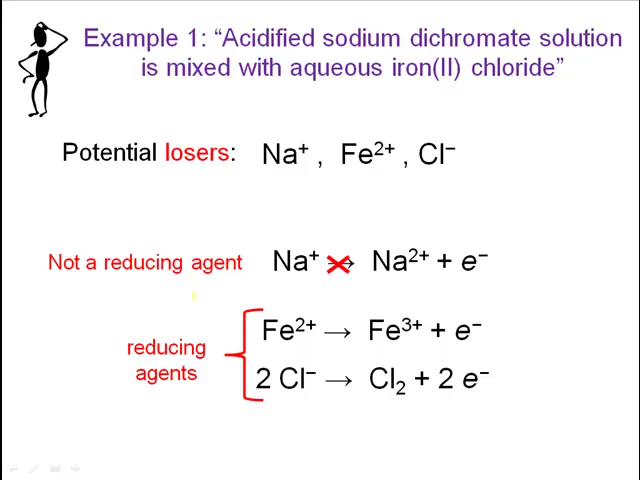 Example 1: “Acidified sodium dichromate solution
is mixed with aqueous iron(II) chloride”
Potential losers: Na⁺ , Fe²⁺ , Cl⁻
Not a reducing agent Na⁺ → Na²⁺ + e⁻
reducing
agents
Fe²⁺ → Fe³⁺ + e⁻
2 Cl⁻ → Cl₂ + 2 e⁻